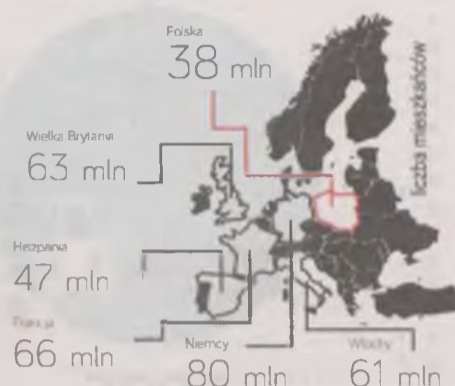 Polska
38 mln
liczba mieszkańców
Wielka Brytania
63 mln
Hiszpania
47 mln
Francja
66 mln
Niemcy
80 mln
Włochy
61 mln